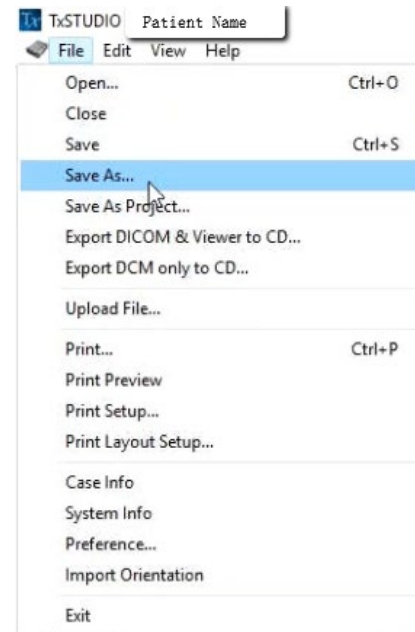 Tx TxSTUDIO Patient Name
File Edit View Help
Open... Ctrl+O
Close
Save Ctrl+S
Save As...
Save As Project...
Export DICOM & Viewer to CD...
Export DCM only to CD...
Upload File...
Print... Ctrl+P
Print Preview
Print Setup...
Print Layout Setup...
Case Info
System Info
Preference...
Import Orientation
Exit